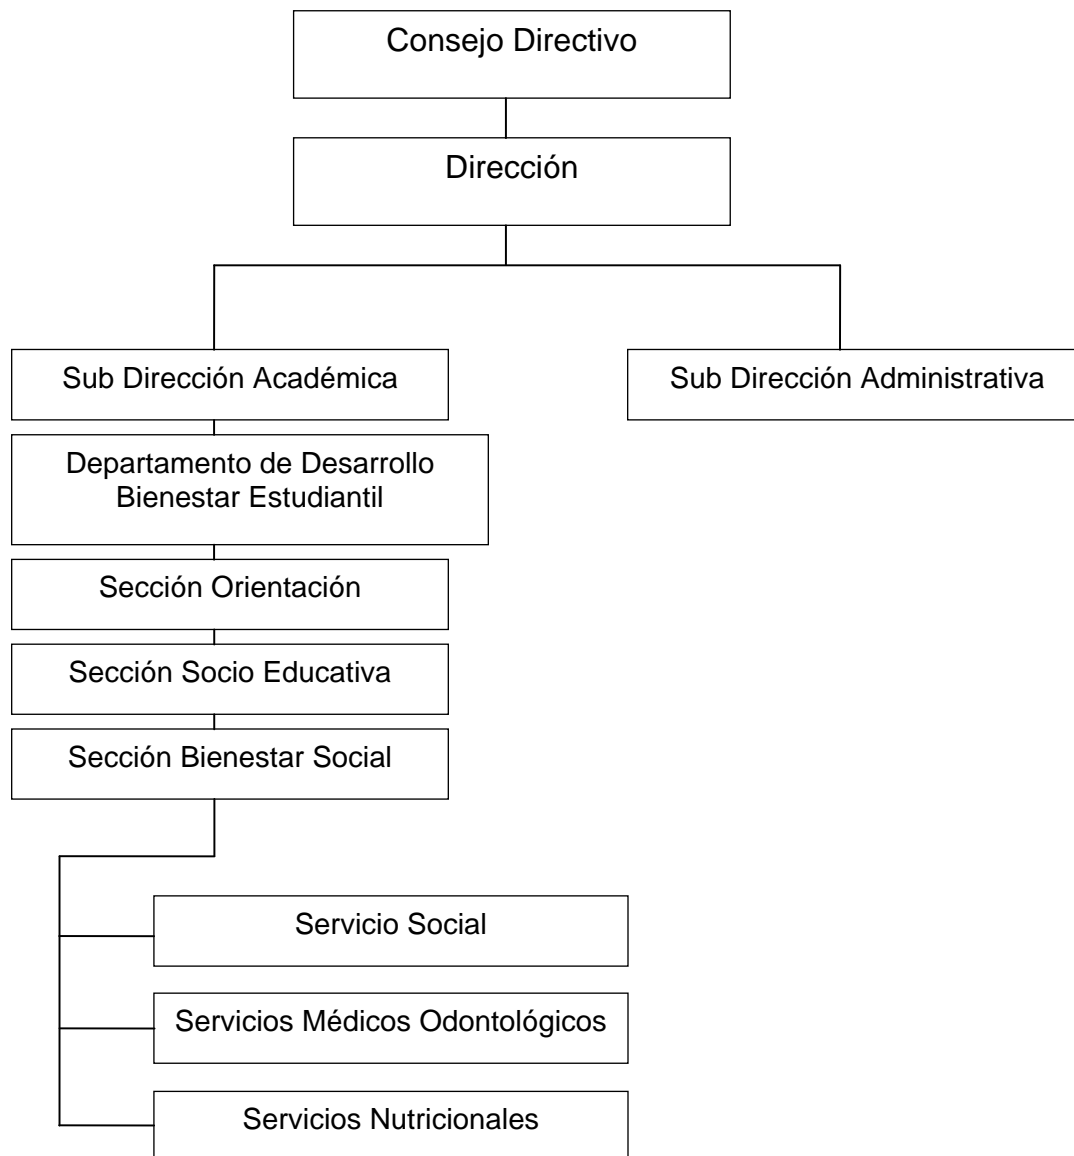 Consejo Directivo
Dirección
Sub Dirección Académica
Sub Dirección Administrativa
Departamento de Desarrollo
Bienestar Estudiantil
Sección Orientación
Sección Socio Educativa
Sección Bienestar Social
Servicio Social
Servicios Médicos Odontológicos
Servicios Nutricionales